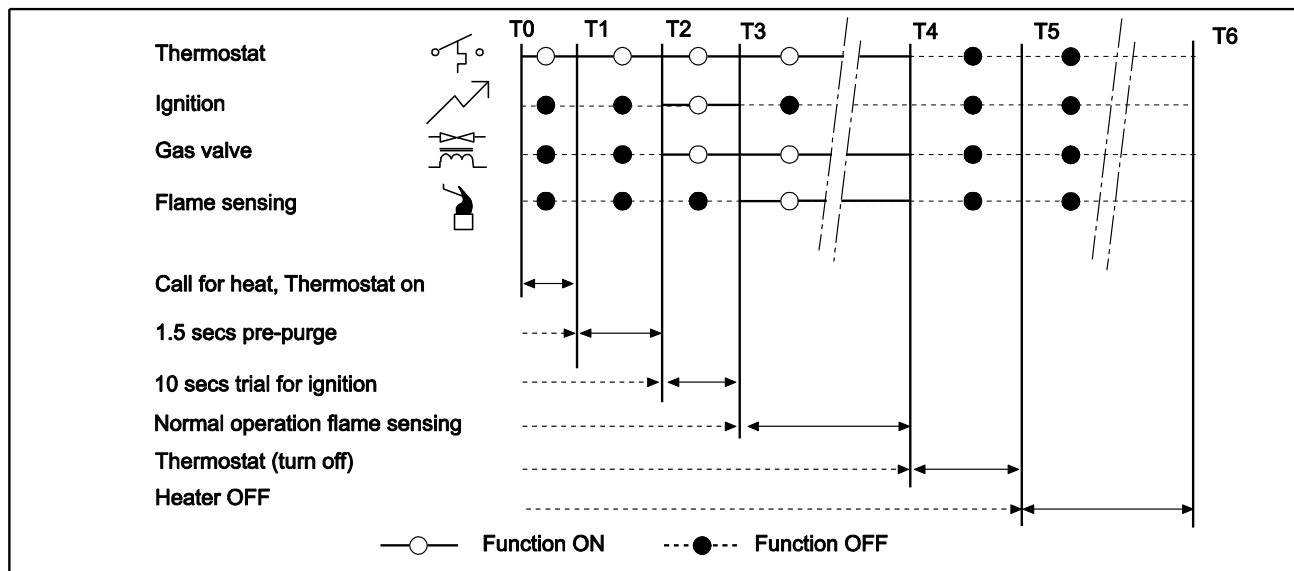 T0 T1 T2 T3 T4 T5 T6
Thermostat
Ignition
Gas valve
Flame sensing
Call for heat, Thermostat on
1.5 secs pre-purge
10 secs trial for ignition
Normal operation flame sensing
Thermostat (turn off)
Heater OFF
Function ON Function OFF